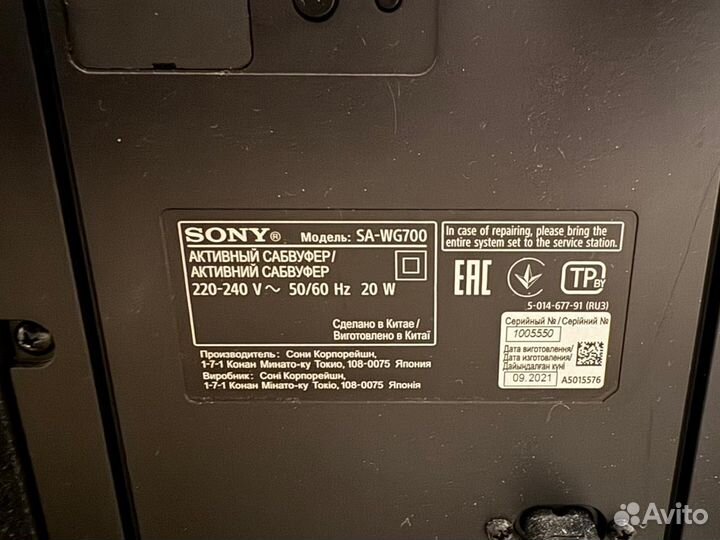 SONY® Модель: SA-WG700
АКТИВНЫЙ САБВУФЕР/
АКТИВНИЙ САБВУФЕР
220-240 V ~ 50/60 Hz 20 W
Сделано в Китае/
Виготовлено в Китаї
Производитель: Сони Корпорейшн,
1-7-1 Конан Минато-ку Токио, 108-0075 Япония
Виробник: Соні Корпорейшн,
1-7-1 Конан Мінато-ку Токіо, 108-0075 Японія
In case of repairing, please bring the
entire system set to the service station.
EAC
TP BY
5-014-677-91 (RU3)
Серийный № / Серійний №
1005550
Дата виготовлення/
Дата изготовления/
Дайындалған күні
09.2021
A5015576
Avito